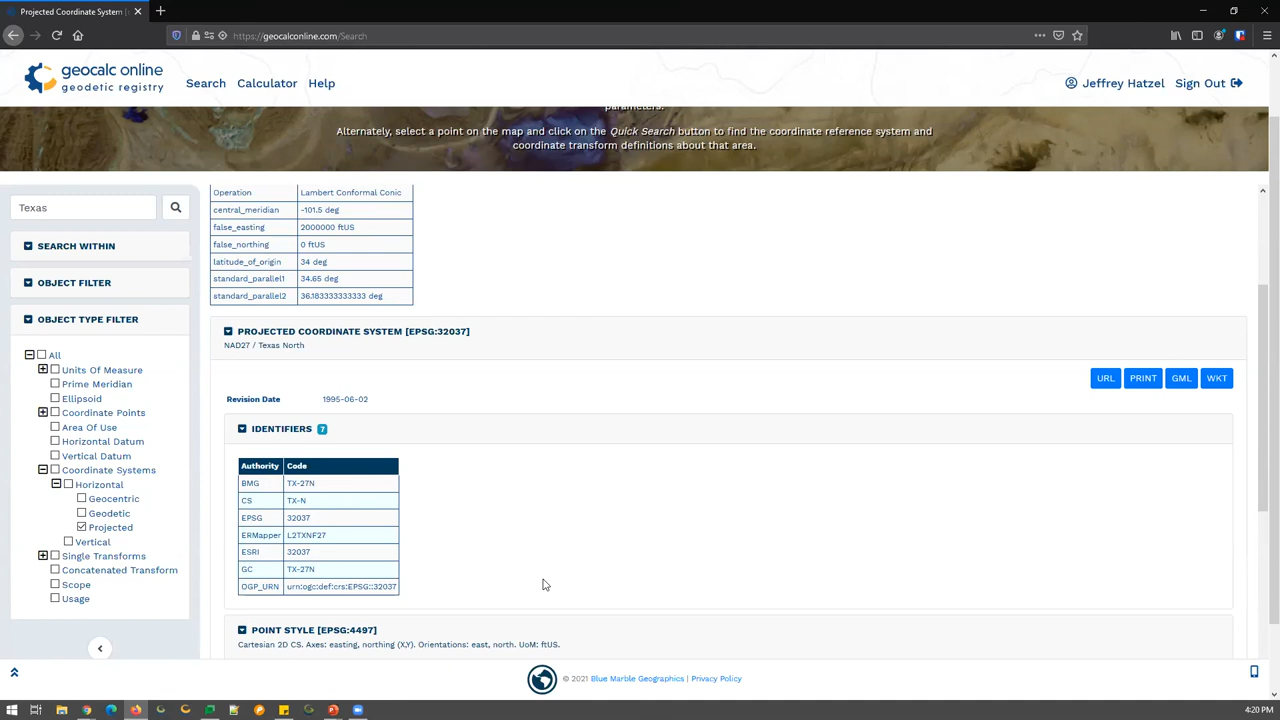 Projected Coordinate System [
https://geocalconline.com/Search
geocalc online
geodetic registry
Search Calculator Help
Jeffrey Hatzel Sign Out
parameters.
Alternately, select a point on the map and click on the Quick Search button to find the coordinate reference system and
coordinate transform definitions about that area.
Texas
SEARCH WITHIN
OBJECT FILTER
OBJECT TYPE FILTER
All
Units Of Measure
Prime Meridian
Ellipsoid
Coordinate Points
Area Of Use
Horizontal Datum
Vertical Datum
Coordinate Systems
Horizontal
Geocentric
Geodetic
Projected
Vertical
Single Transforms
Concatenated Transform
Scope
Usage
Operation Lambert Conformal Conic
central_meridian -101.5 deg
false_easting 2000000 ftUS
false_northing 0 ftUS
latitude_of_origin 34 deg
standard_parallel1 34.65 deg
standard_parallel2 36.183333333333 deg
PROJECTED COORDINATE SYSTEM [EPSG:32037]
NAD27 / Texas North
URL PRINT GML WKT
Revision Date 1995-06-02
IDENTIFIERS 7
Authority Code
BMG TX-27N
CS TX-N
EPSG 32037
ERMapper L2TXNF27
ESRI 32037
GC TX-27N
OGP_URN urn:ogc:def:crs:EPSG::32037
POINT STYLE [EPSG:4497]
Cartesian 2D CS. Axes: easting, northing (X,Y). Orientations: east, north. UoM: ftUS.
© 2021 Blue Marble Geographics | Privacy Policy
4:20 PM